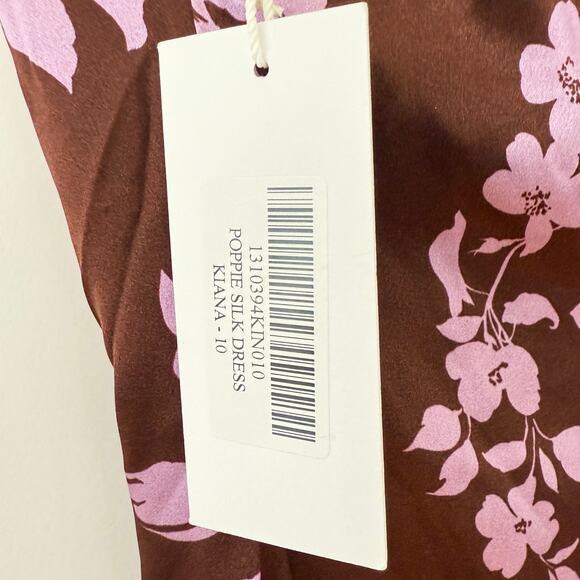 1310394KIN010
POPPIE SILK DRESS
KIANA - 10